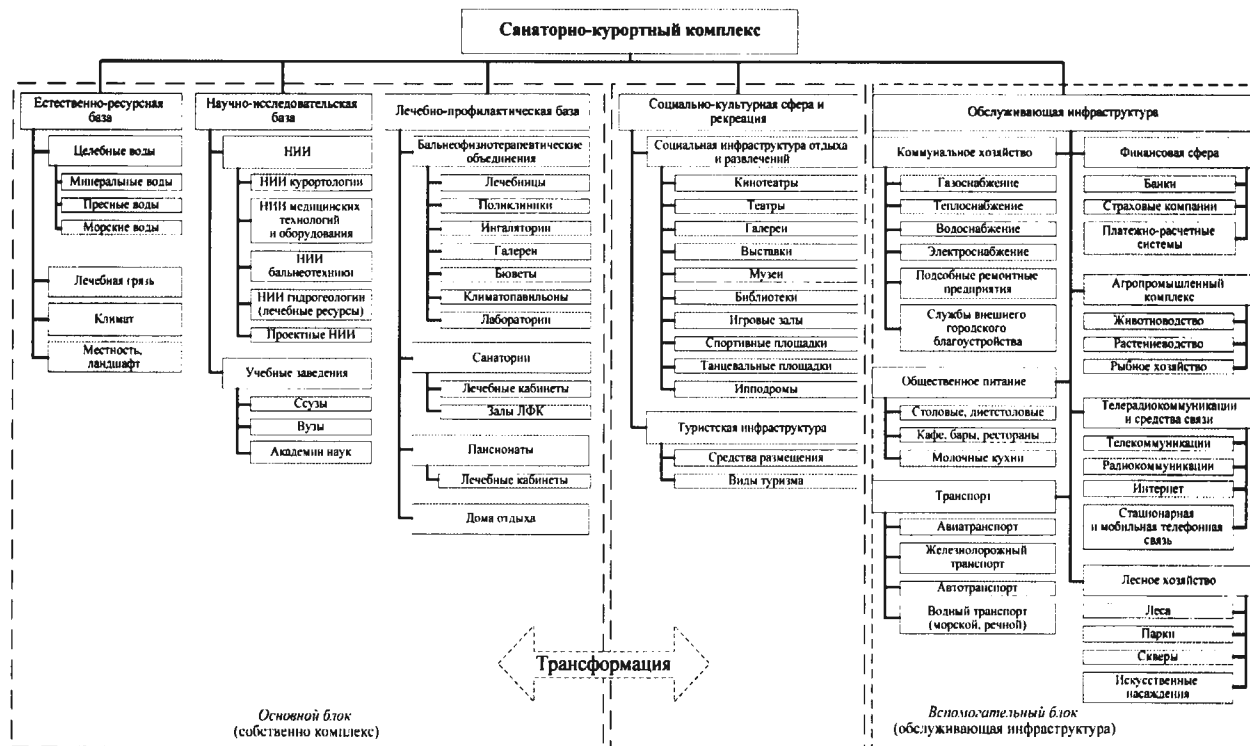 Санаторно-курортный комплекс
Естественно-ресурсная
база
Целебные воды
Минеральные воды
Пресные воды
Морские воды
Лечебная грязь
Климат
Местность,
ландшафт
Научно-исследовательская
база
НИИ
НИИ курортологии
НИИ медицинских
технологий
и оборудования
НИИ
бальнеотехники
НИИ гидрогеологии
(лечебные ресурсы)
Проектные НИИ
Учебные заведения
Ссузы
Вузы
Академии наук
Лечебно-профилактическая база
Бальнеофизиотерапевтические
объединения
Лечебницы
Поликлиники
Ингалятории
Галереи
Бюветы
Климатопавильоны
Лаборатории
Санатории
Лечебные кабинеты
Залы ЛФК
Пансионаты
Лечебные кабинеты
Дома отдыха
Социально-культурная сфера и
рекреация
Социальная инфраструктура отдыха
и развлечений
Кинотеатры
Театры
Галереи
Выставки
Музеи
Библиотеки
Игровые залы
Спортивные площадки
Танцевальные площадки
Ипподромы
Туристская инфраструктура
Средства размещения
Виды туризма
Обслуживающая инфраструктура
Коммунальное хозяйство
Газоснабжение
Теплоснабжение
Водоснабжение
Электроснабжение
Подсобные ремонтные
предприятия
Службы внешнего
городского
благоустройства
Общественное питание
Столовые, диетстоловые
Кафе, бары, рестораны
Молочные кухни
Транспорт
Авиатранспорт
Железнодорожный
транспорт
Автотранспорт
Водный транспорт
(морской, речной)
Финансовая сфера
Банки
Страховые компании
Платежно-расчетные
системы
Агропромышленный
комплекс
Животноводство
Растениеводство
Рыбное хозяйство
Телерадиокоммуникации
и средства связи
Телекоммуникации
Радиокоммуникации
Интернет
Стационарная
и мобильная телефонная
связь
Лесное хозяйство
Леса
Парки
Скверы
Искусственные
насаждения
Трансформация
Основной блок
(собственно комплекс)
Вспомогательный блок
(обслуживающая инфраструктура)